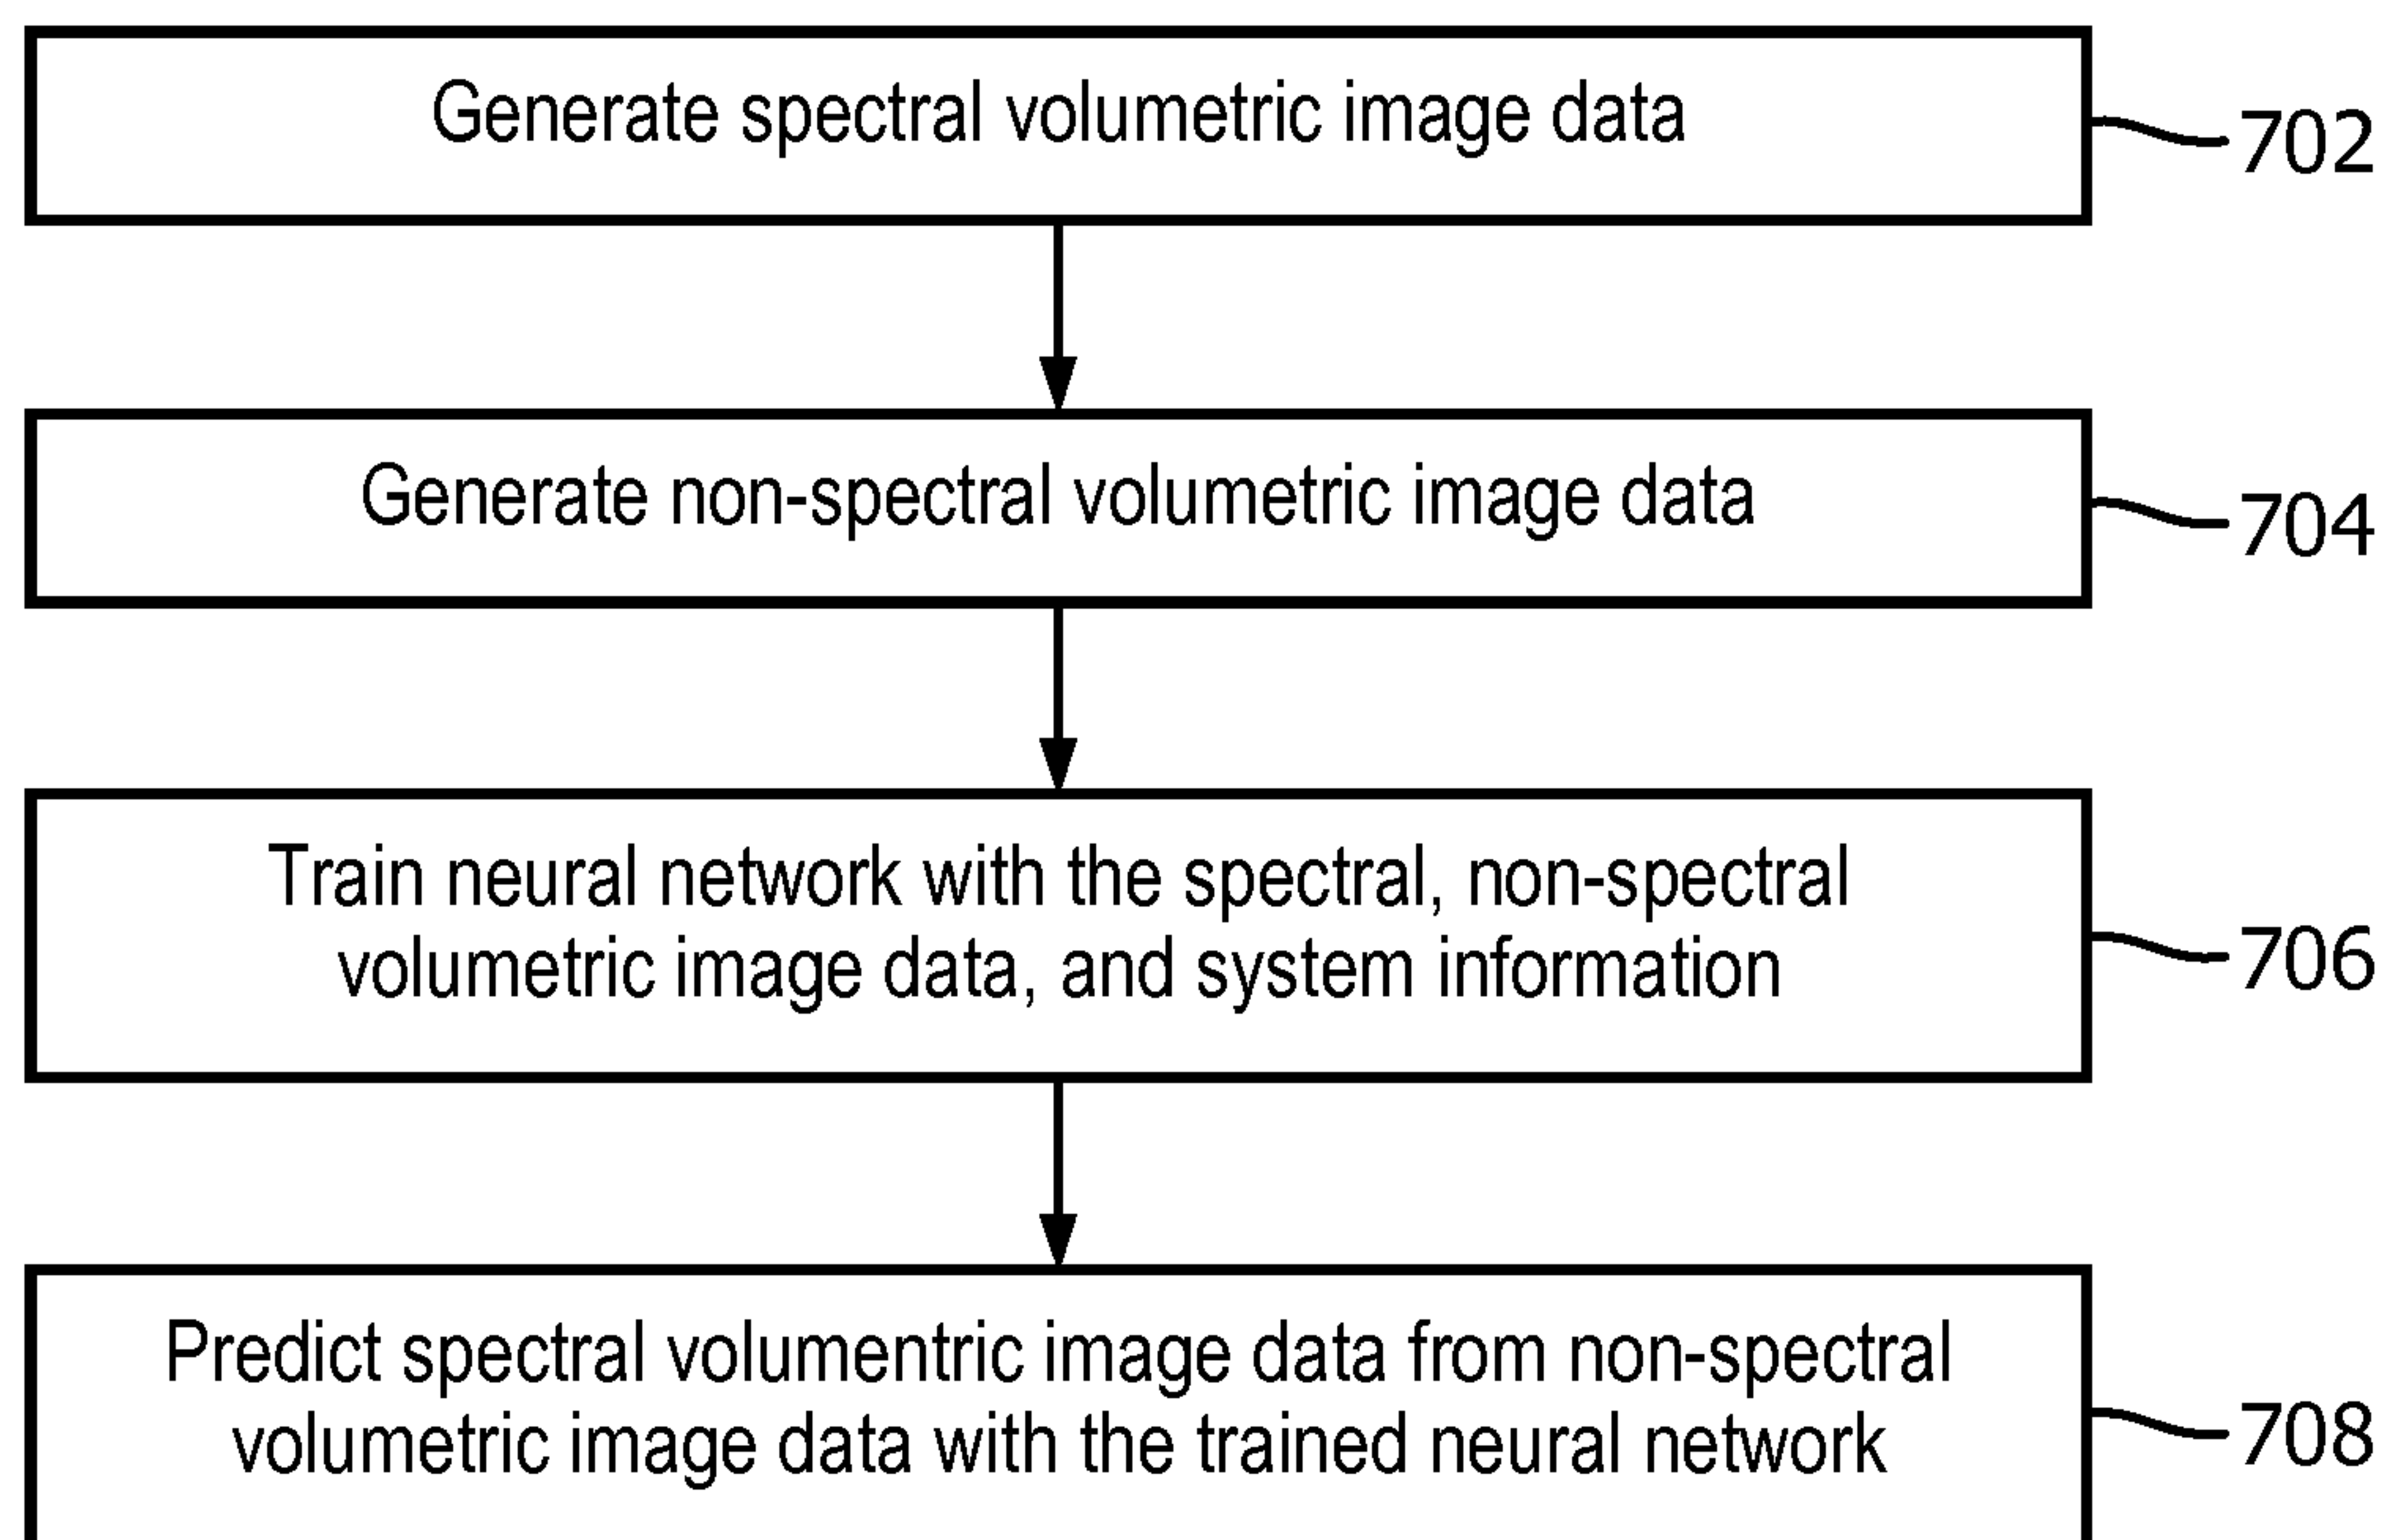 Generate spectral volumetric image data
702
Generate non-spectral volumetric image data
704
Train neural network with the spectral, non-spectral
volumetric image data, and system information
706
Predict spectral volumentric image data from non-spectral
volumetric image data with the trained neural network
708